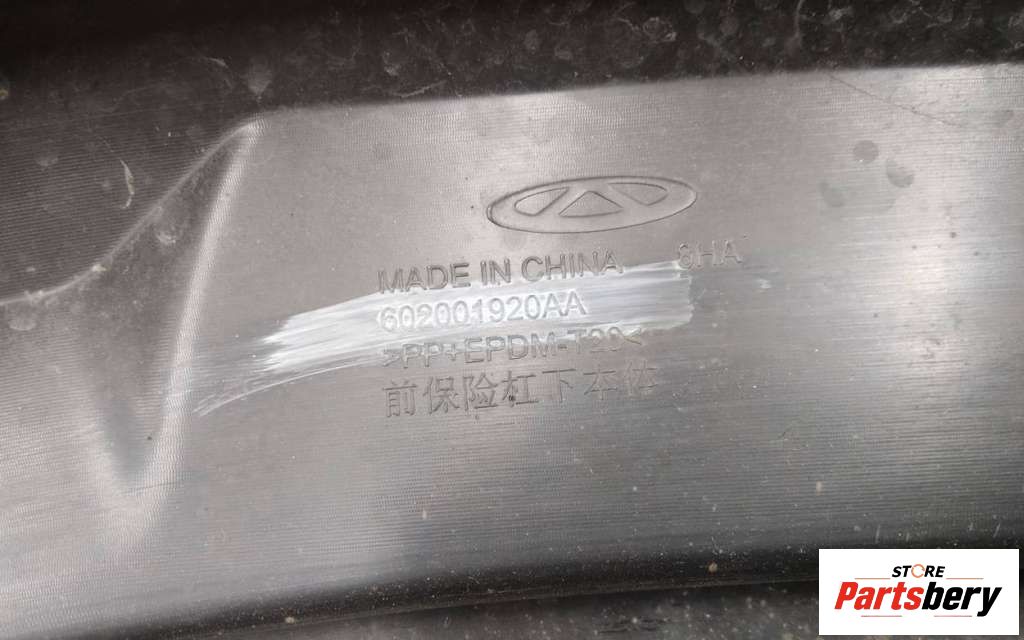 MADE IN CHINA 8HA
602001920AA
>PP+EPDM-T20<
前保险杠下本体
STORE
Partsbery